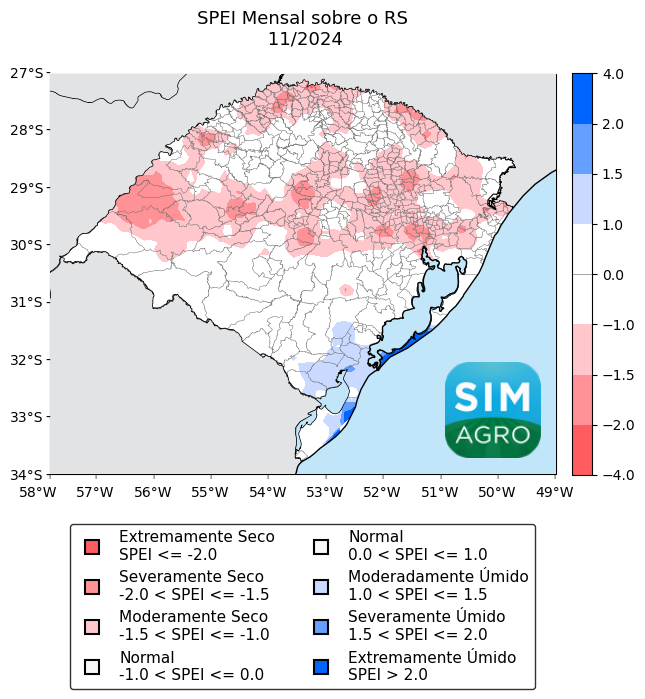 SPEI Mensal sobre o RS
11/2024
27°S
28°S
29°S
30°S
31°S
32°S
33°S
34°S
58°W 57°W 56°W 55°W 54°W 53°W 52°W 51°W 50°W 49°W
4.0
2.0
1.5
1.0
0.0
−1.0
−1.5
−2.0
−4.0
SIM
AGRO
Extremamente Seco
SPEI <= -2.0
Severamente Seco
-2.0 < SPEI <= -1.5
Moderamente Seco
-1.5 < SPEI <= -1.0
Normal
-1.0 < SPEI <= 0.0
Normal
0.0 < SPEI <= 1.0
Moderadamente Úmido
1.0 < SPEI <= 1.5
Severamente Úmido
1.5 < SPEI <= 2.0
Extremamente Úmido
SPEI > 2.0